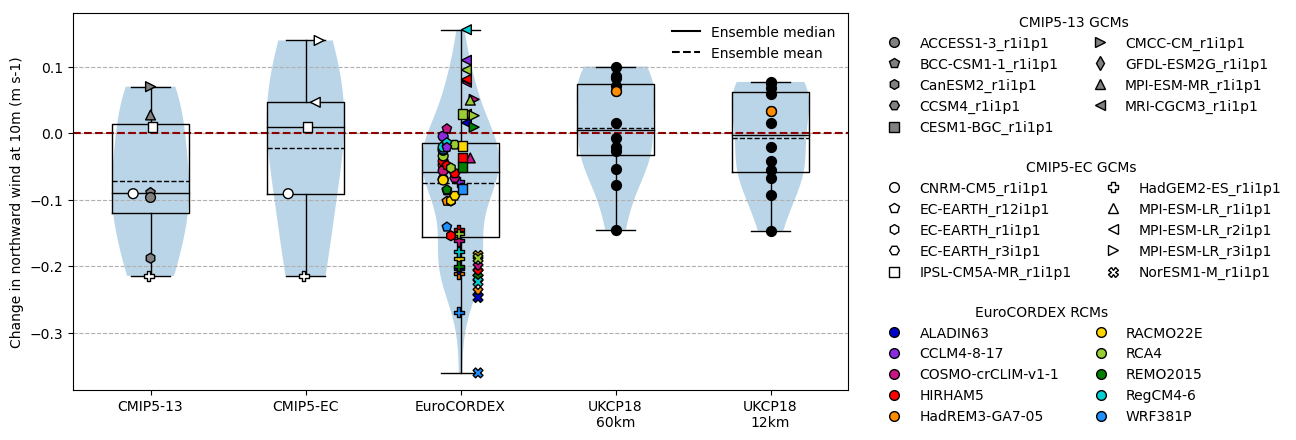 Change in northward wind at 10m (m s-1)
0.1
0.0
−0.1
−0.2
−0.3
CMIP5-13
CMIP5-EC
EuroCORDEX
UKCP18
60km
UKCP18
12km
Ensemble median
Ensemble mean
CMIP5-13 GCMs
ACCESS1-3_r1i1p1
BCC-CSM1-1_r1i1p1
CanESM2_r1i1p1
CCSM4_r1i1p1
CESM1-BGC_r1i1p1
CMCC-CM_r1i1p1
GFDL-ESM2G_r1i1p1
MPI-ESM-MR_r1i1p1
MRI-CGCM3_r1i1p1
CMIP5-EC GCMs
CNRM-CM5_r1i1p1
EC-EARTH_r12i1p1
EC-EARTH_r1i1p1
EC-EARTH_r3i1p1
IPSL-CM5A-MR_r1i1p1
HadGEM2-ES_r1i1p1
MPI-ESM-LR_r1i1p1
MPI-ESM-LR_r2i1p1
MPI-ESM-LR_r3i1p1
NorESM1-M_r1i1p1
EuroCORDEX RCMs
ALADIN63
CCLM4-8-17
COSMO-crCLIM-v1-1
HIRHAM5
HadREM3-GA7-05
RACMO22E
RCA4
REMO2015
RegCM4-6
WRF381P